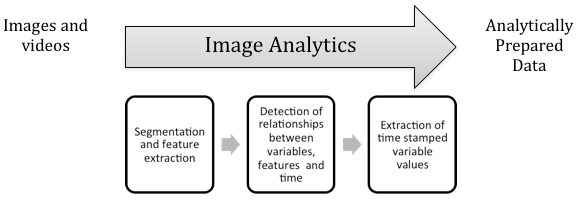 Images and
videos
Image Analytics
Analytically
Prepared
Data
Segmentation
and feature
extraction
Detection of
relationships
between
variables,
features and
time
Extraction of
time stamped
variable
values